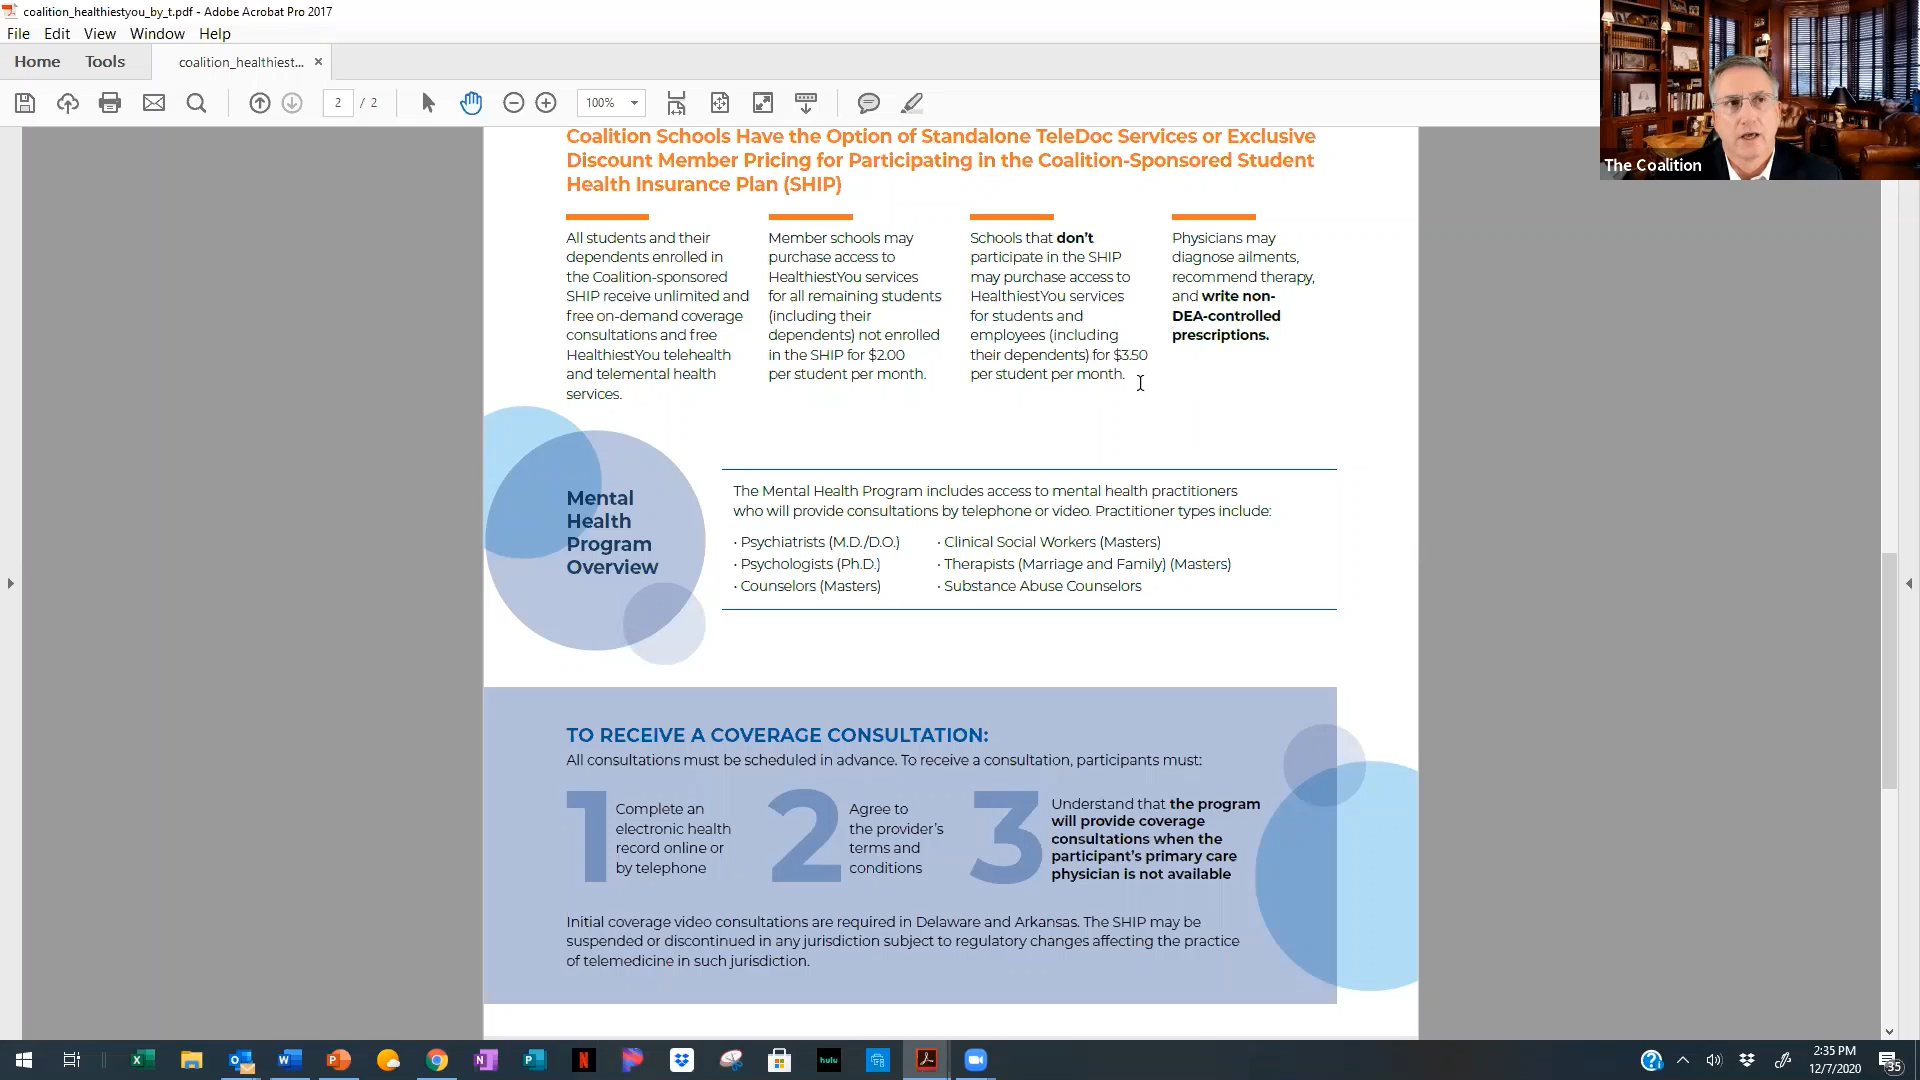 coalition_healthiestyou_by_t.pdf - Adobe Acrobat Pro 2017
File Edit View Window Help
Home Tools coalition_healthiest... ×
2 / 2 100%
The Coalition
Coalition Schools Have the Option of Standalone TeleDoc Services or Exclusive
Discount Member Pricing for Participating in the Coalition-Sponsored Student
Health Insurance Plan (SHIP)
All students and their
dependents enrolled in
the Coalition-sponsored
SHIP receive unlimited and
free on-demand coverage
consultations and free
HealthiestYou telehealth
and telemental health
services.
Member schools may
purchase access to
HealthiestYou services
for all remaining students
(including their
dependents) not enrolled
in the SHIP for $2.00
per student per month.
Schools that don't
participate in the SHIP
may purchase access to
HealthiestYou services
for students and
employees (including
their dependents) for $3.50
per student per month.
Physicians may
diagnose ailments,
recommend therapy,
and write non-
DEA-controlled
prescriptions.
Mental
Health
Program
Overview
The Mental Health Program includes access to mental health practitioners
who will provide consultations by telephone or video. Practitioner types include:
· Psychiatrists (M.D./D.O.)
· Psychologists (Ph.D.)
· Counselors (Masters)
· Clinical Social Workers (Masters)
· Therapists (Marriage and Family) (Masters)
· Substance Abuse Counselors
TO RECEIVE A COVERAGE CONSULTATION:
All consultations must be scheduled in advance. To receive a consultation, participants must:
1
Complete an
electronic health
record online or
by telephone
2
Agree to
the provider's
terms and
conditions
3
Understand that the program
will provide coverage
consultations when the
participant's primary care
physician is not available
Initial coverage video consultations are required in Delaware and Arkansas. The SHIP may be
suspended or discontinued in any jurisdiction subject to regulatory changes affecting the practice
of telemedicine in such jurisdiction.
hulu
2:35 PM
12/7/2020
35